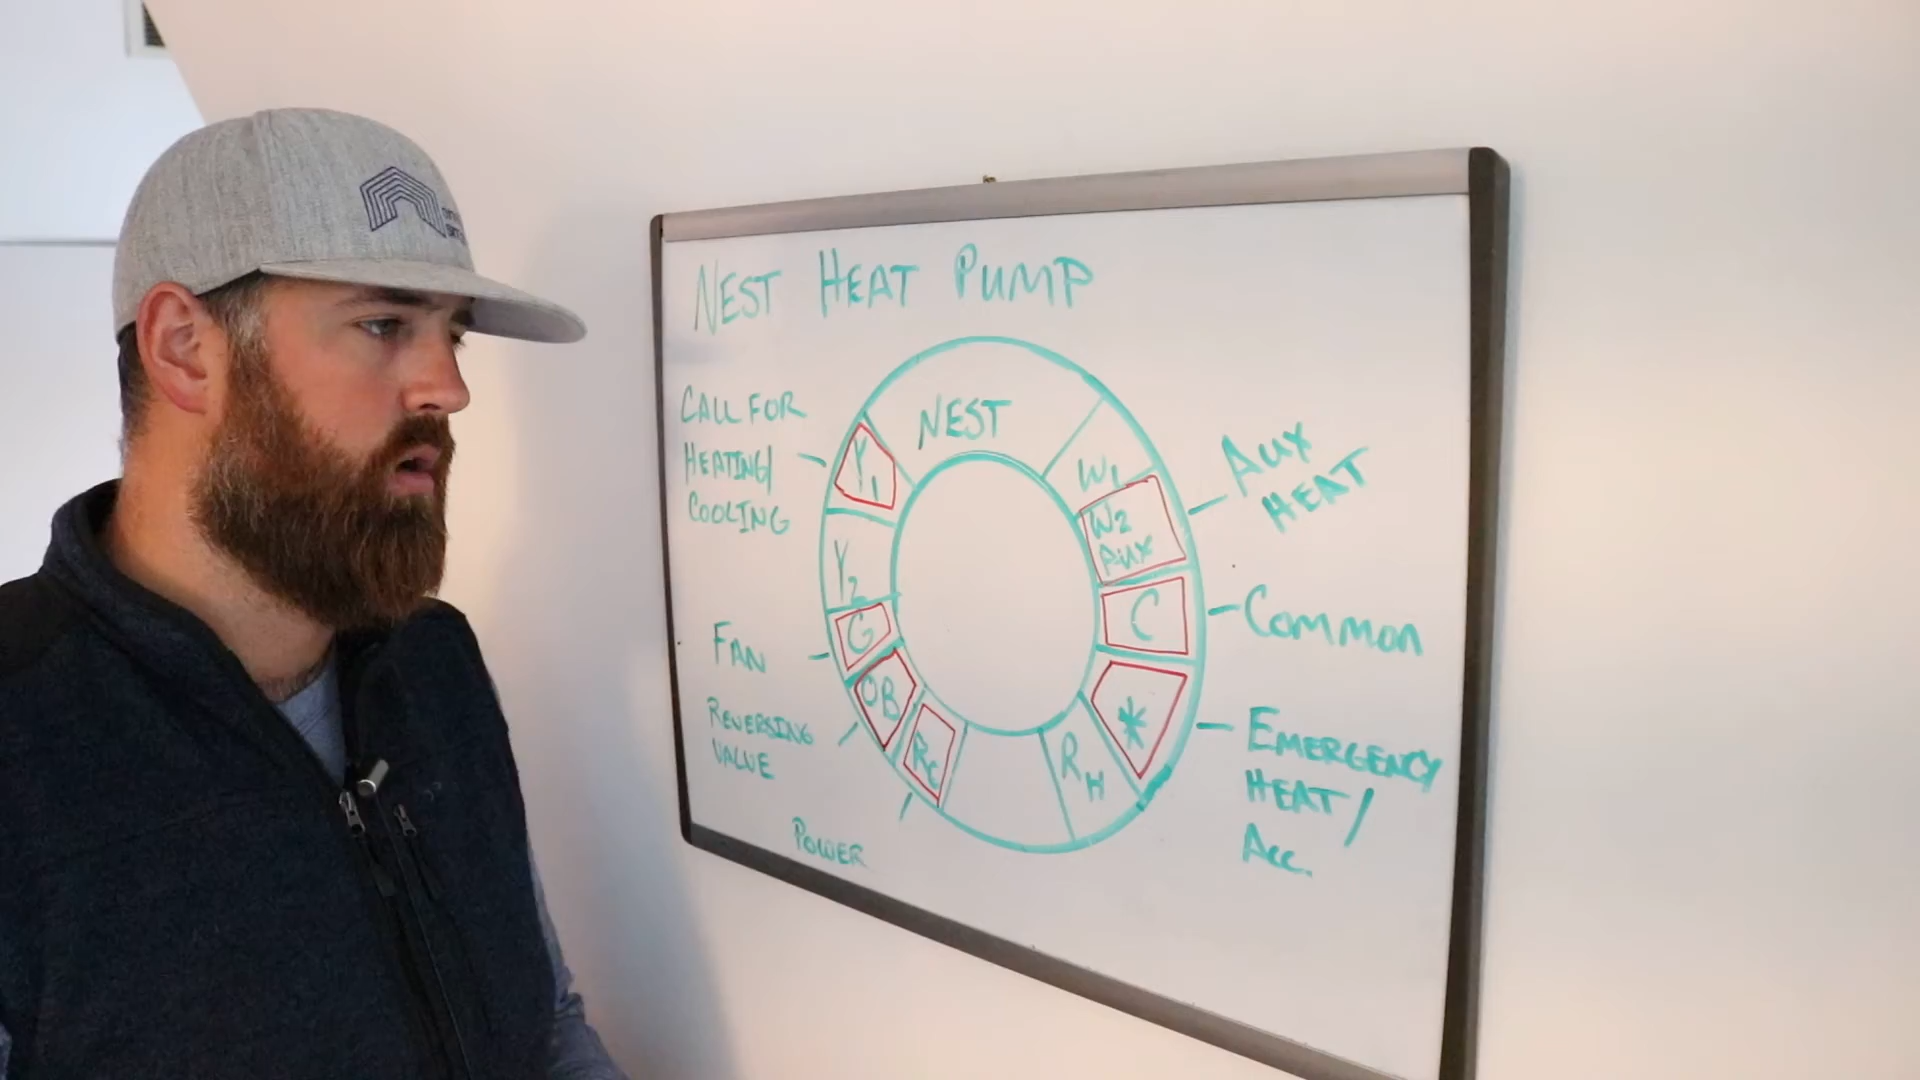 NEST HEAT PUMP
CALL FOR
HEATING/
COOLING
FAN
REVERSING
VALUE
POWER
NEST
Y1
Y2
G
OB
RC
RH
W1
W2
AUX
C
*
AUX
HEAT
COMMON
EMERGENCY
HEAT/
Acc.